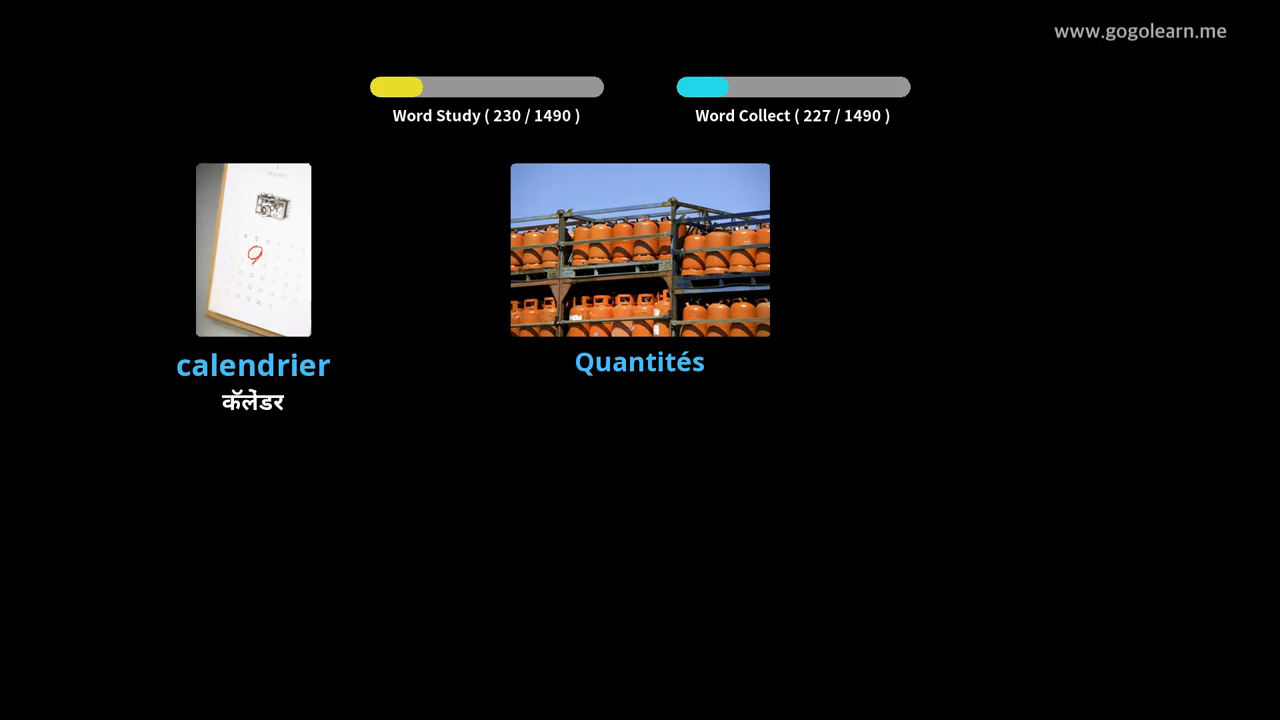 www.gogolearn.me
Word Study ( 230 / 1490 )
Word Collect ( 227 / 1490 )
calendrier
कॅलेंडर
Quantités